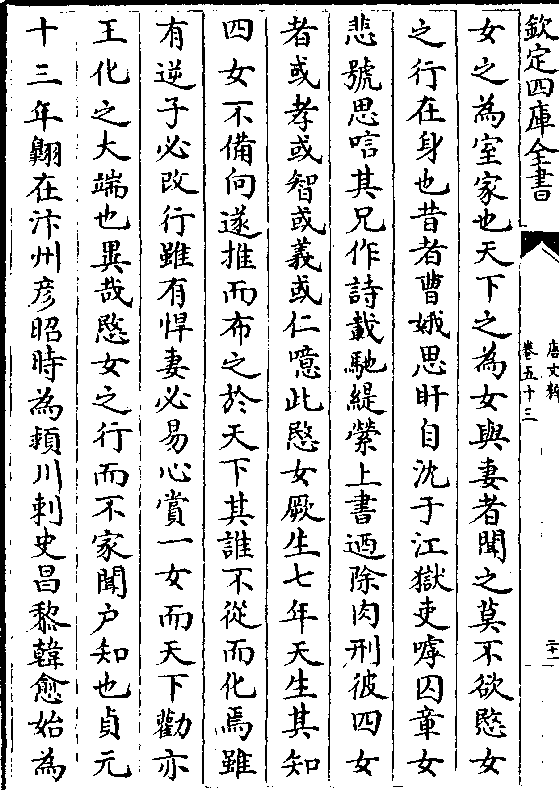 欽定四庫全書
唐文粹
卷五十三
二十一
女之為室家也天下之為女與妻者聞之莫不欲愍女
之行在身也昔者曹娥思盱自沈于江獄吏嘑囚章女
悲號思唁其兄作詩載馳緹縈上書迺除肉刑彼四女
者或孝或智或義或仁噫此愍女厥生七年天生其知
四女不備向遂推而布之於天下其誰不從而化焉雖
有逆子必改行雖有悍妻必易心賞一女而天下勸亦
王化之大端也異哉愍女之行而不家聞户知也貞元
十三年翺在汴州彦昭時為潁川刺史昌黎韓愈始為